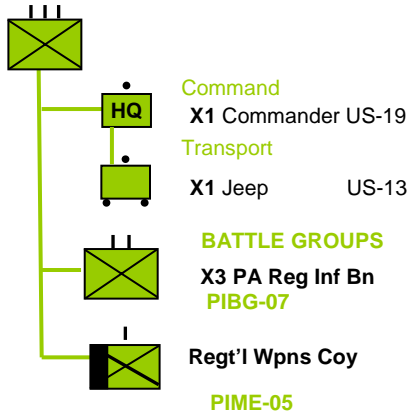 Command
HQ
X1 Commander US-19
Transport
X1 Jeep US-13
BATTLE GROUPS
X3 PA Reg Inf Bn
PIBG-07
Regt'l Wpns Coy
PIME-05